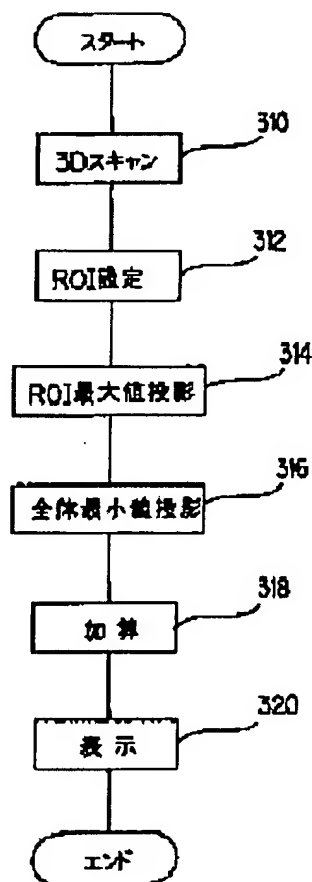 スタート
310
3Dスキャン
312
ROI設定
314
ROI最大値投影
316
全体最小値投影
318
加算
320
表示
エンド